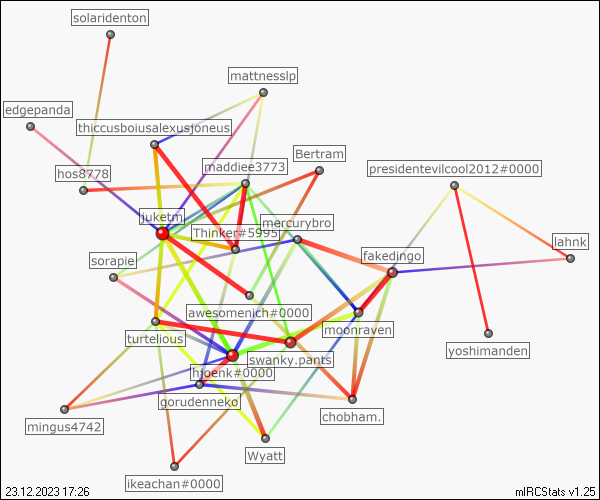 solaridenton
mattnesslp
edgepanda
thiccusboiusalexusjoneus
Bertram
maddiee3773
presidentevilcool2012#0000
hos8778
juketm
mercurybro
Thinker#5995
lahnk
fakedingo
sorapie
awesomenich#0000
moonraven
turtelious
swanky.pants
yoshimanden
hjoenk#0000
gorudenneko
chobham.
mingus4742
Wyatt
ikeachan#0000
23.12.2023 17:26
mIRCStats v1.25